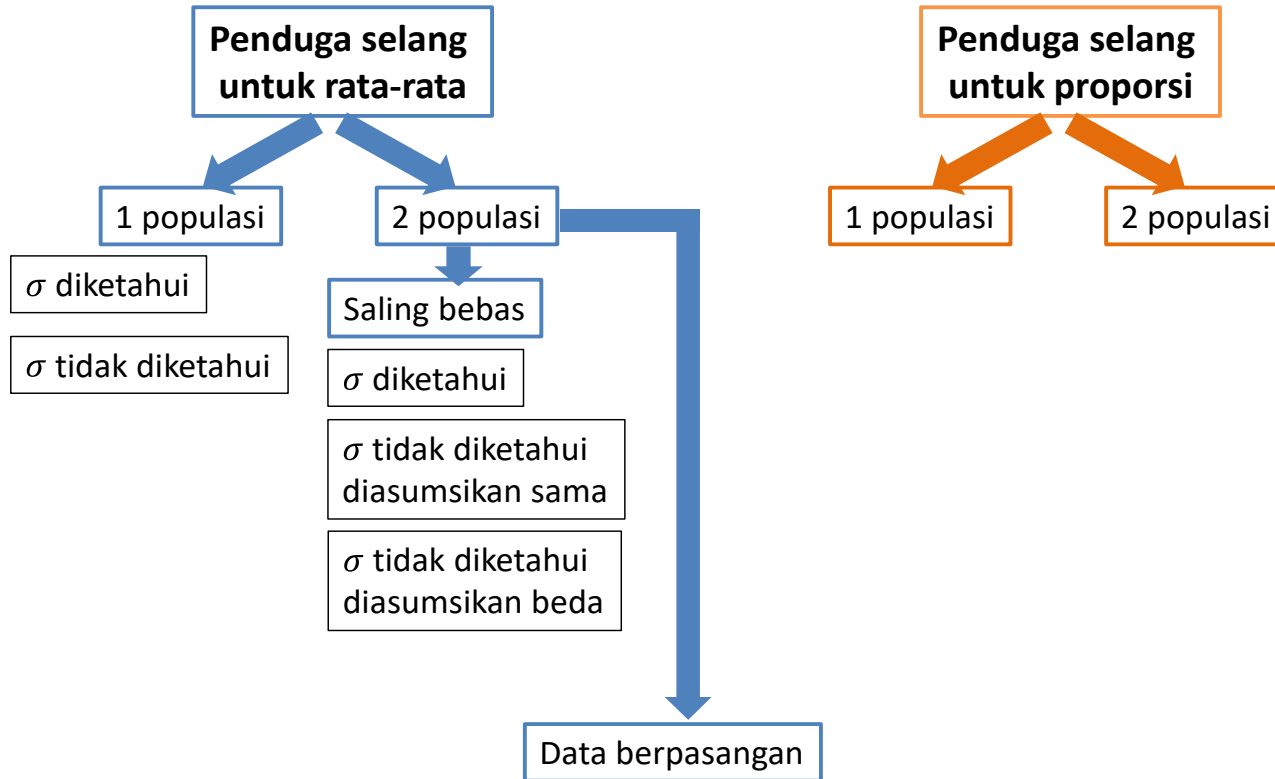 Penduga selang
untuk rata-rata
1 populasi
2 populasi
σ diketahui
σ tidak diketahui
Saling bebas
σ diketahui
σ tidak diketahui
diasumsikan sama
σ tidak diketahui
diasumsikan beda
Data berpasangan
Penduga selang
untuk proporsi
1 populasi
2 populasi